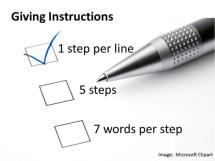 Giving Instructions
1 step per line
5 steps
7 words per step
Image: Microsoft Clipart